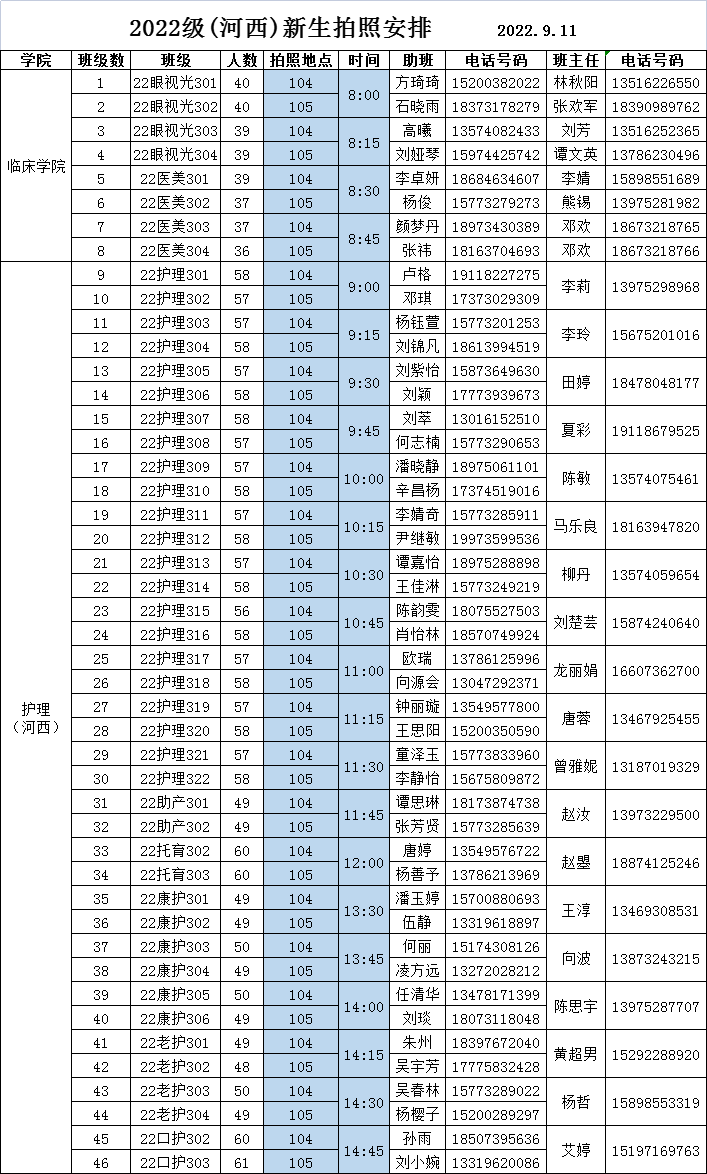 2022级(河西)新生拍照安排 2022.9.11
学院 班级数 班级 人数 拍照地点 时间 助班 电话号码 班主任 电话号码
临床学院 1 22眼视光301 40 104 8:00 方琦琦 15200382022 林秋阳 13516226550
2 22眼视光302 40 105 石晓雨 18373178279 张欢军 18390989762
3 22眼视光303 39 104 8:15 高曦 13574082433 刘芳 13516252365
4 22眼视光304 39 105 刘娅琴 15974425742 谭文英 13786230496
5 22医美301 39 104 8:30 李卓妍 18684634607 李婧 15898551689
6 22医美302 37 105 杨俊 15773279273 熊锡 13975281982
7 22医美303 37 104 8:45 颜梦丹 18973430389 邓欢 18673218765
8 22医美304 36 105 张祎 18163704693 邓欢 18673218766
护理（河西） 9 22护理301 58 104 9:00 卢格 19118227275 李莉 13975298968
10 22护理302 57 105 邓琪 17373029309
11 22护理303 57 104 9:15 杨钰萱 15773201253 李玲 15675201016
12 22护理304 58 105 刘锦凡 18613994519
13 22护理305 57 104 9:30 刘紫怡 15873649630 田婷 18478048177
14 22护理306 58 105 刘颖 17773939673
15 22护理307 58 104 9:45 刘萃 13016152510 夏彩 19118679525
16 22护理308 57 105 何志楠 15773290653
17 22护理309 57 104 10:00 潘晓静 18975061101 陈敏 13574075461
18 22护理310 58 105 辛昌杨 17374519016
19 22护理311 57 104 10:15 李婧奇 15773285911 马乐良 18163947820
20 22护理312 58 105 尹继敏 19973599536
21 22护理313 57 104 10:30 谭嘉怡 18975288898 柳丹 13574059654
22 22护理314 58 105 王佳淋 15773249219
23 22护理315 56 104 10:45 陈韵雯 18075527503 刘楚芸 15874240640
24 22护理316 58 105 肖怡林 18570749924
25 22护理317 57 104 11:00 欧瑞 13786125996 龙丽娟 16607362700
26 22护理318 58 105 向源会 13047292371
27 22护理319 57 104 11:15 钟丽璇 13549577800 唐蓉 13467925455
28 22护理320 58 105 王思阳 15200350590
29 22护理321 57 104 11:30 童泽玉 15773833960 曾雅妮 13187019329
30 22护理322 58 105 李静怡 15675809872
31 22助产301 49 104 11:45 谭思琳 18173874738 赵汝 13973229500
32 22助产302 49 105 张芳贤 15773285639
33 22托育302 60 104 12:00 唐婷 13549576722 赵曌 18874125246
34 22托育303 60 105 杨善予 13786213969
35 22康护301 49 104 13:30 潘玉婷 15700880693 王淳 13469308531
36 22康护302 49 105 伍静 13319618897
37 22康护303 50 104 13:45 何丽 15174308126 向波 13873243215
38 22康护304 49 105 凌方远 13272028212
39 22康护305 50 104 14:00 任清华 13478171399 陈思宇 13975287707
40 22康护306 49 105 刘琰 18073118048
41 22老护301 49 104 14:15 朱州 18397672040 黄超男 15292288920
42 22老护302 48 105 吴宇芳 17775832428
43 22老护303 50 104 14:30 吴春林 15773289022 杨哲 15898553319
44 22老护304 49 105 杨樱子 15200289297
45 22口护302 60 104 14:45 孙雨 18507395636 艾婷 15197169763
46 22口护303 61 105 刘小婉 13319620086